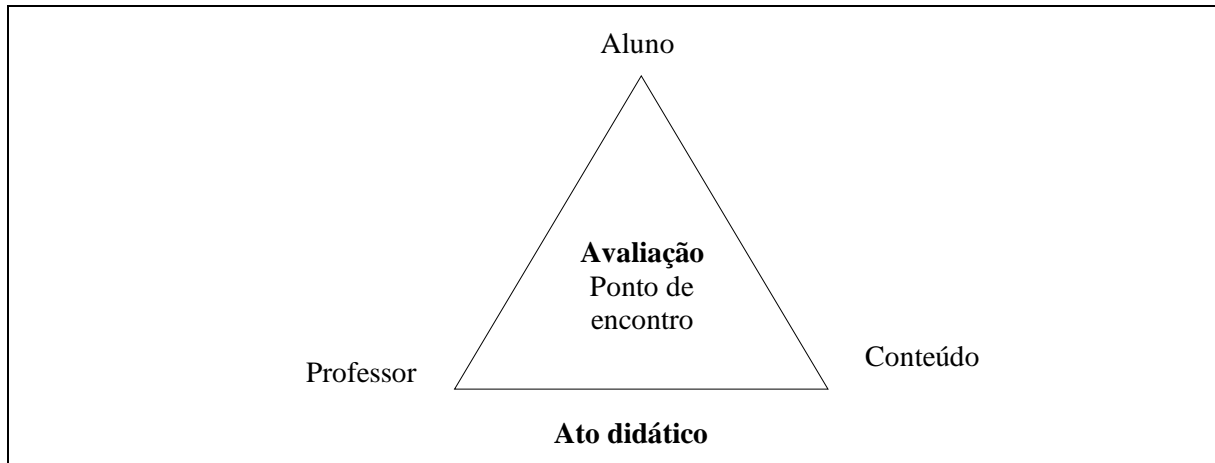 Aluno
Avaliação
Ponto de
encontro
Professor
Conteúdo
Ato didático